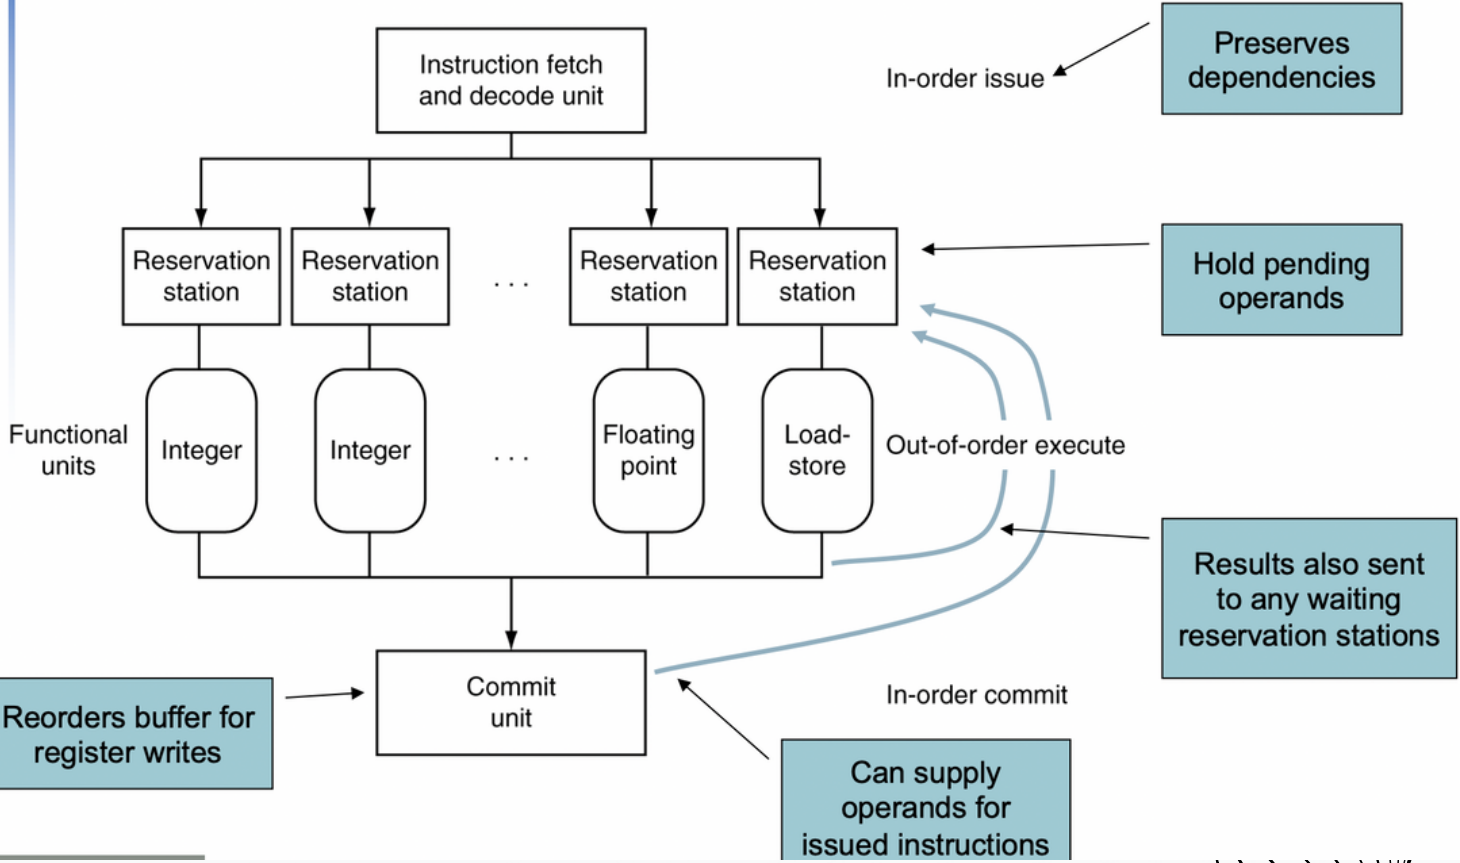 Instruction fetch
and decode unit
In-order issue
Preserves
dependencies
Reservation
station
Reservation
station
. . .
Reservation
station
Reservation
station
Hold pending
operands
Functional
units
Integer
Integer
. . .
Floating
point
Load-
store
Out-of-order execute
Results also sent
to any waiting
reservation stations
Commit
unit
In-order commit
Reorders buffer for
register writes
Can supply
operands for
issued instructions